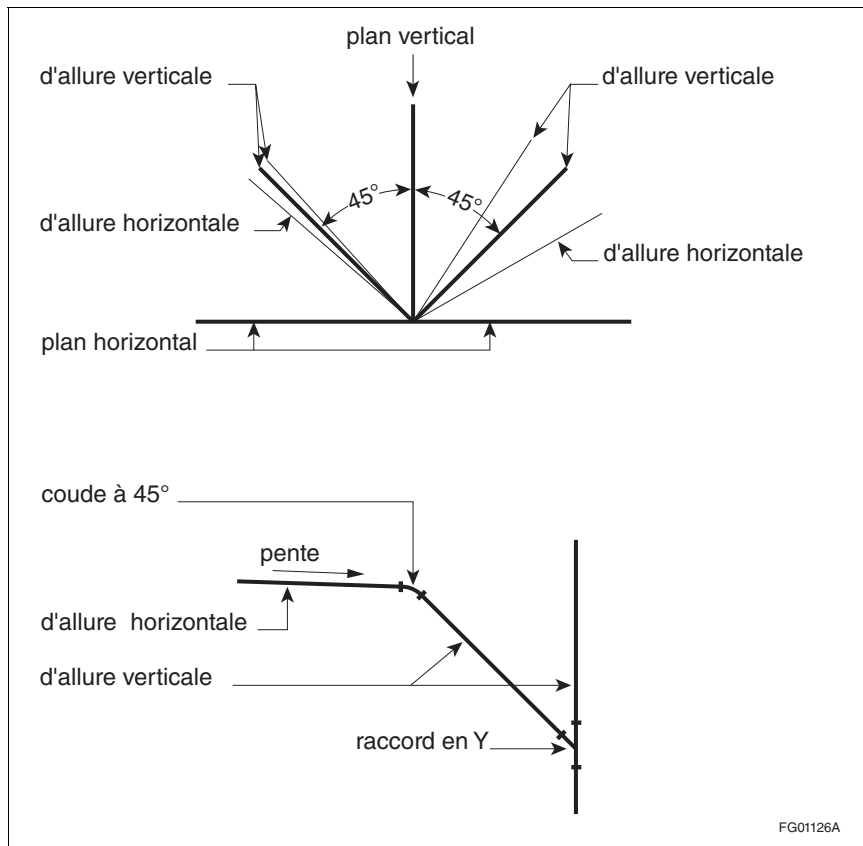 plan vertical
d'allure verticale
d'allure verticale
45°
45°
d'allure horizontale
d'allure horizontale
plan horizontal
coude à 45°
pente
d'allure horizontale
d'allure verticale
raccord en Y
FG01126A